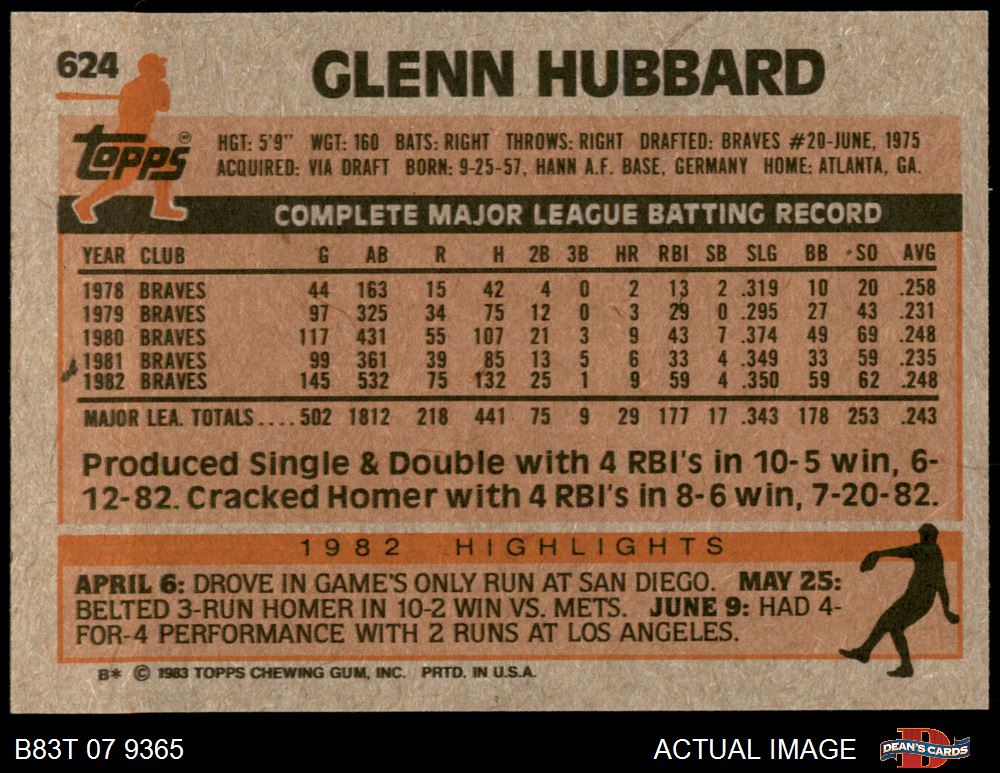 624
GLENN HUBBARD
topps®
HGT: 5'9" WGT: 160 BATS: RIGHT THROWS: RIGHT DRAFTED: BRAVES #20-JUNE, 1975
ACQUIRED: VIA DRAFT BORN: 9-25-57, HANN A.F. BASE, GERMANY HOME: ATLANTA, GA.
COMPLETE MAJOR LEAGUE BATTING RECORD
YEAR CLUB G AB R H 2B 3B HR RBI SB SLG BB SO AVG
1978 BRAVES 44 163 15 42 4 0 2 13 2 .319 10 20 .258
1979 BRAVES 97 325 34 75 12 0 3 29 0 .295 27 43 .231
1980 BRAVES 117 431 55 107 21 3 9 43 7 .374 49 69 .248
1981 BRAVES 99 361 39 85 13 5 6 33 4 .349 33 59 .235
1982 BRAVES 145 532 75 132 25 1 9 59 4 .350 59 62 .248
MAJOR LEA. TOTALS.... 502 1812 218 441 75 9 29 177 17 .343 178 253 .243
Produced Single & Double with 4 RBI's in 10-5 win, 6-
12-82. Cracked Homer with 4 RBI's in 8-6 win, 7-20-82.
1982 HIGHLIGHTS
APRIL 6: DROVE IN GAME'S ONLY RUN AT SAN DIEGO. MAY 25:
BELTED 3-RUN HOMER IN 10-2 WIN VS. METS. JUNE 9: HAD 4-
FOR-4 PERFORMANCE WITH 2 RUNS AT LOS ANGELES.
B* © 1983 TOPPS CHEWING GUM, INC. PRTD. IN U.S.A.
B83T 07 9365 ACTUAL IMAGE DEAN'S CARDS